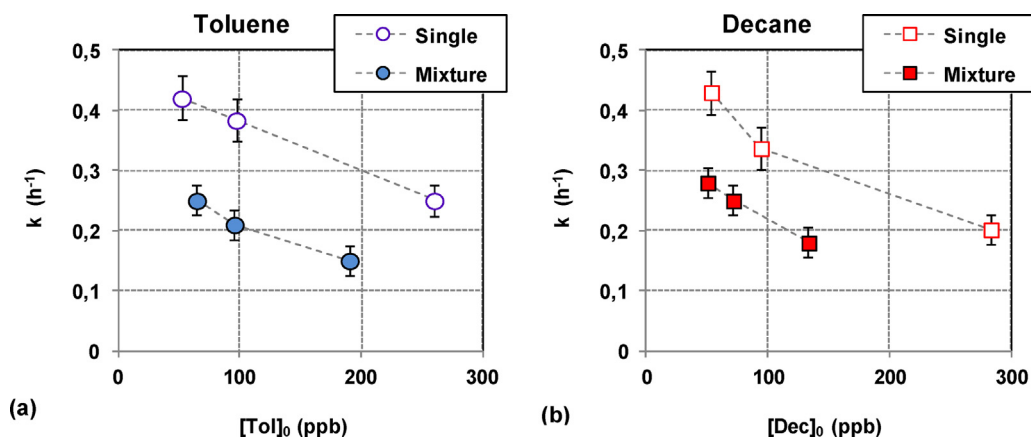 Toluene
Single
Mixture
0,5
0,4
0,3
0,2
0,1
0
k (h-1)
0
100
200
300
[Tol]0 (ppb)
(a)
Decane
Single
Mixture
0,5
0,4
0,3
0,2
0,1
0
k (h-1)
0
100
200
300
[Dec]0 (ppb)
(b)